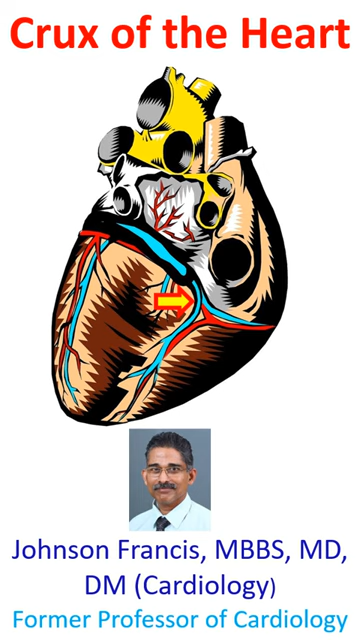 Crux of the Heart
Johnson Francis, MBBS, MD,
DM (Cardiology)
Former Professor of Cardiology